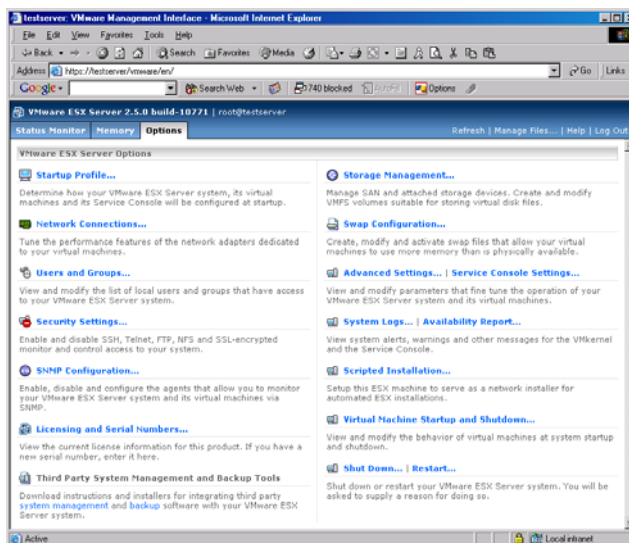 testserver: VMware Management Interface - Microsoft Internet Explorer
File Edit View Favorites Tools Help
Back Search Favorites Media
Address https://testserver/vmware/en/ Go Links
Google Search Web 740 blocked AutoFill Options
VMware ESX Server 2.5.0 build-10771 | root@testserver
Status Monitor Memory Options Refresh | Manage Files... | Help | Log Out
VMware ESX Server Options
Startup Profile...
Determine how your VMware ESX Server system, its virtual
machines and its Service Console will be configured at startup.
Network Connections...
Tune the performance features of the network adapters dedicated
to your virtual machines.
Users and Groups...
View and modify the list of local users and groups that have access
to your VMware ESX Server system.
Security Settings...
Enable and disable SSH, Telnet, FTP, NFS and SSL-encrypted
monitor and control access to your system.
SNMP Configuration...
Enable, disable and configure the agents that allow you to monitor
your VMware ESX Server system and its virtual machines via
SNMP.
Licensing and Serial Numbers...
View the current license information for this product. If you have a
new serial number, enter it here.
Third Party System Management and Backup Tools
Download instructions and installers for integrating third party
system management and backup software with your VMware ESX
Server system.
Storage Management...
Manage SAN and attached storage devices. Create and modify
VMFS volumes suitable for storing virtual disk files.
Swap Configuration...
Create, modify and activate swap files that allow your virtual
machines to use more memory than is physically available.
Advanced Settings... | Service Console Settings...
View and modify parameters that fine tune the operation of your
VMware ESX Server system and its virtual machines.
System Logs... | Availability Report...
View system alerts, warnings and other messages for the VMkernel
and the Service Console.
Scripted Installation...
Setup this ESX machine to serve as a network installer for
automated ESX installations.
Virtual Machine Startup and Shutdown...
View and modify the behavior of virtual machines at system startup
and shutdown.
Shut Down... | Restart...
Shut down or restart your VMware ESX Server system. You will be
asked to supply a reason for doing so.
Active Local intranet